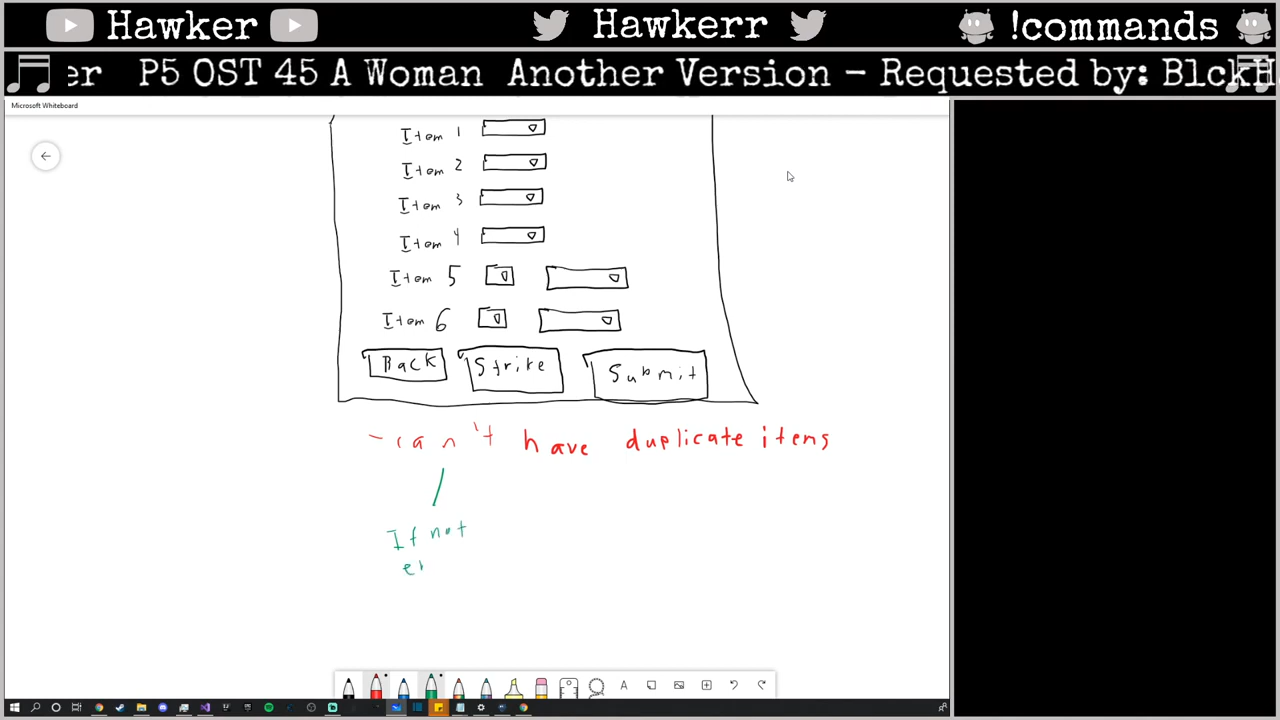 Hawker
Hawkerr
!commands
er P5 OST 45 A Woman Another Version - Requested by: BlckH
Microsoft Whiteboard
Item 1
Item 2
Item 3
Item 4
Item 5
Item 6
Back Strike Submit
- can't have duplicate items
If not